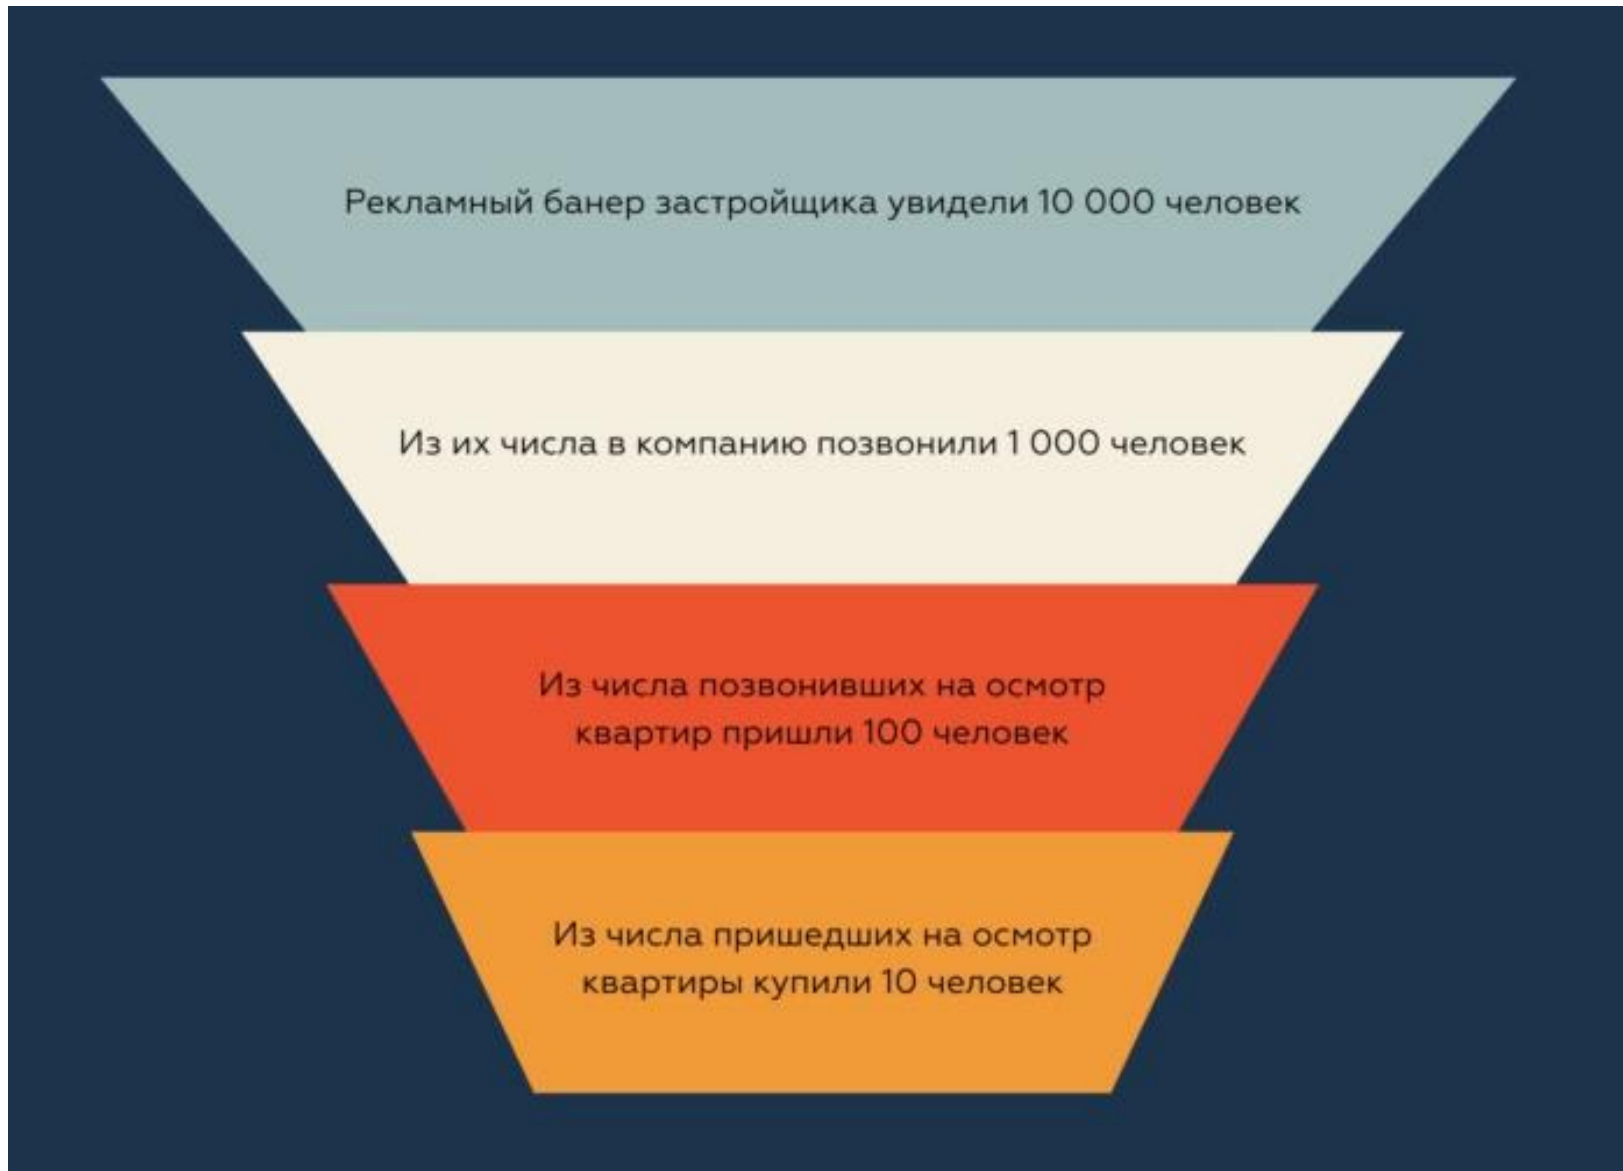 Рекламный банер застройщика увидели 10 000 человек
Из их числа в компанию позвонили 1 000 человек
Из числа позвонивших на осмотр
квартир пришли 100 человек
Из числа пришедших на осмотр
квартиры купили 10 человек